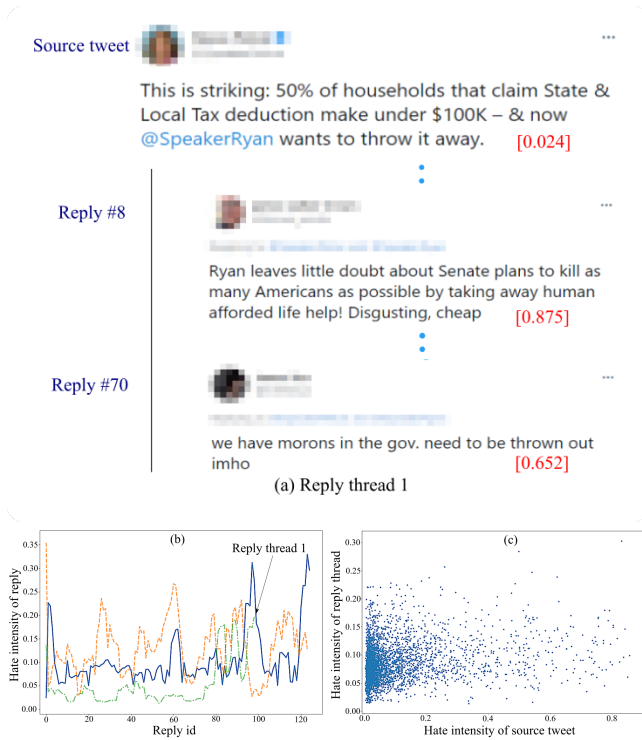 Source tweet
This is striking: 50% of households that claim State &
Local Tax deduction make under $100K – & now
@SpeakerRyan wants to throw it away.
[0.024]
Reply #8
Ryan leaves little doubt about Senate plans to kill as
many Americans as possible by taking away human
afforded life help! Disgusting, cheap
[0.875]
Reply #70
we have morons in the gov. need to be thrown out
imho
[0.652]
(a) Reply thread 1
(b)
Reply thread 1
Hate intensity of reply
0.35
0.30
0.25
0.20
0.15
0.10
0.05
0.00
0 20 40 60 80 100 120
Reply id
(c)
Hate intensity of reply thread
0.30
0.25
0.20
0.15
0.10
0.05
0.00
0.0 0.2 0.4 0.6 0.8
Hate intensity of source tweet